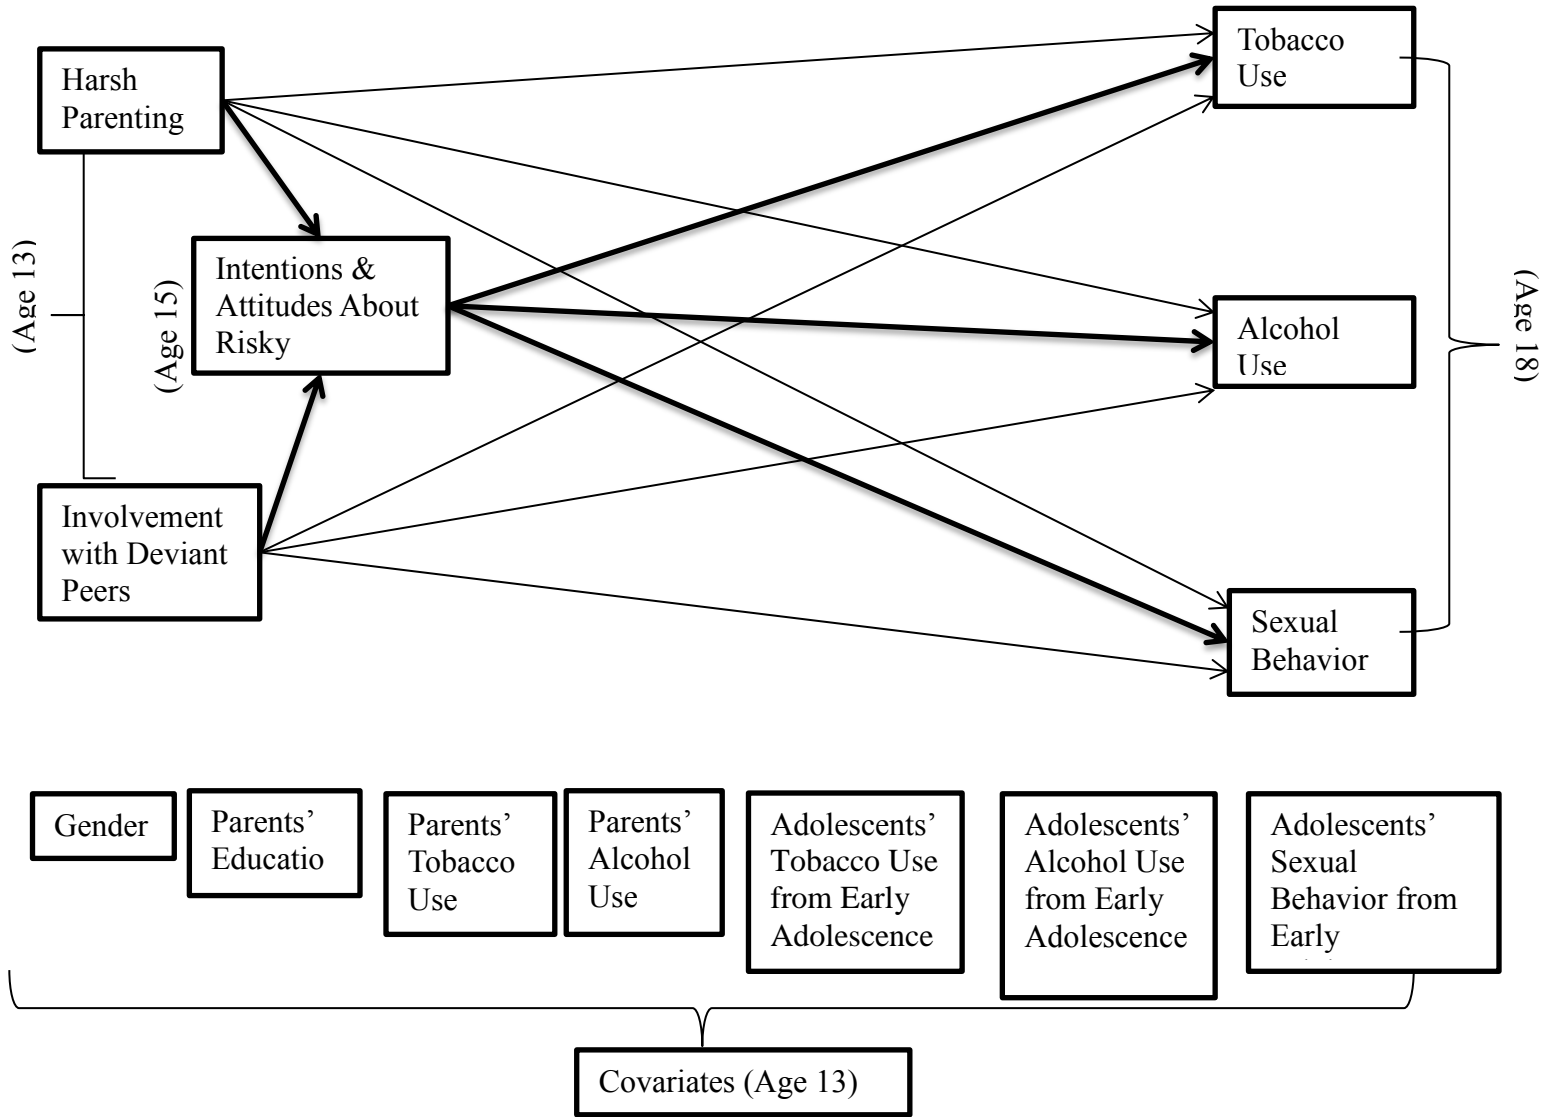 Harsh
Parenting
(Age 13)
Involvement
with Deviant
Peers
(Age 15)
Intentions &
Attitudes About
Risky
Tobacco
Use
Alcohol
Use
Sexual
Behavior
(Age 18)
Gender
Parents’
Educatio
Parents’
Tobacco
Use
Parents’
Alcohol
Use
Adolescents’
Tobacco Use
from Early
Adolescence
Adolescents’
Alcohol Use
from Early
Adolescence
Adolescents’
Sexual
Behavior from
Early
Covariates (Age 13)